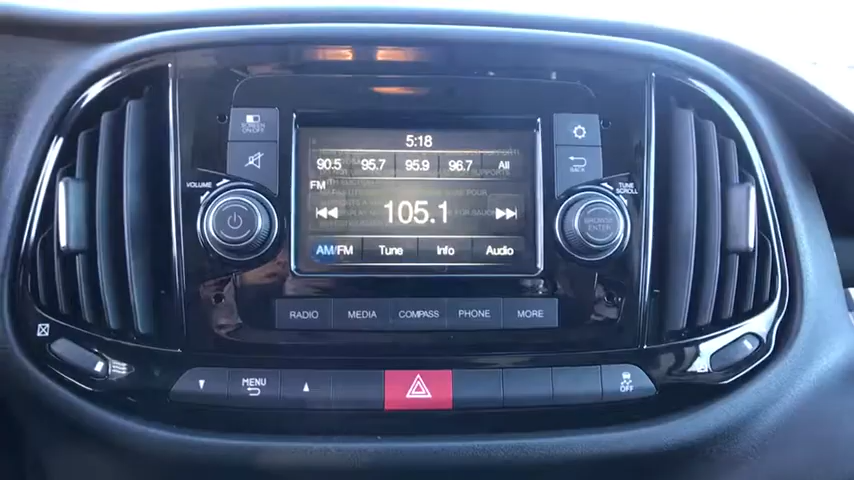 SCREEN
ON/OFF
5:18
90.5 95.7 95.9 96.7 All
BACK
VOLUME
TUNE
SCROLL
FM
105.1
BROWSE
ENTER
AM/FM Tune Info Audio
RADIO MEDIA COMPASS PHONE MORE
MENU
OFF